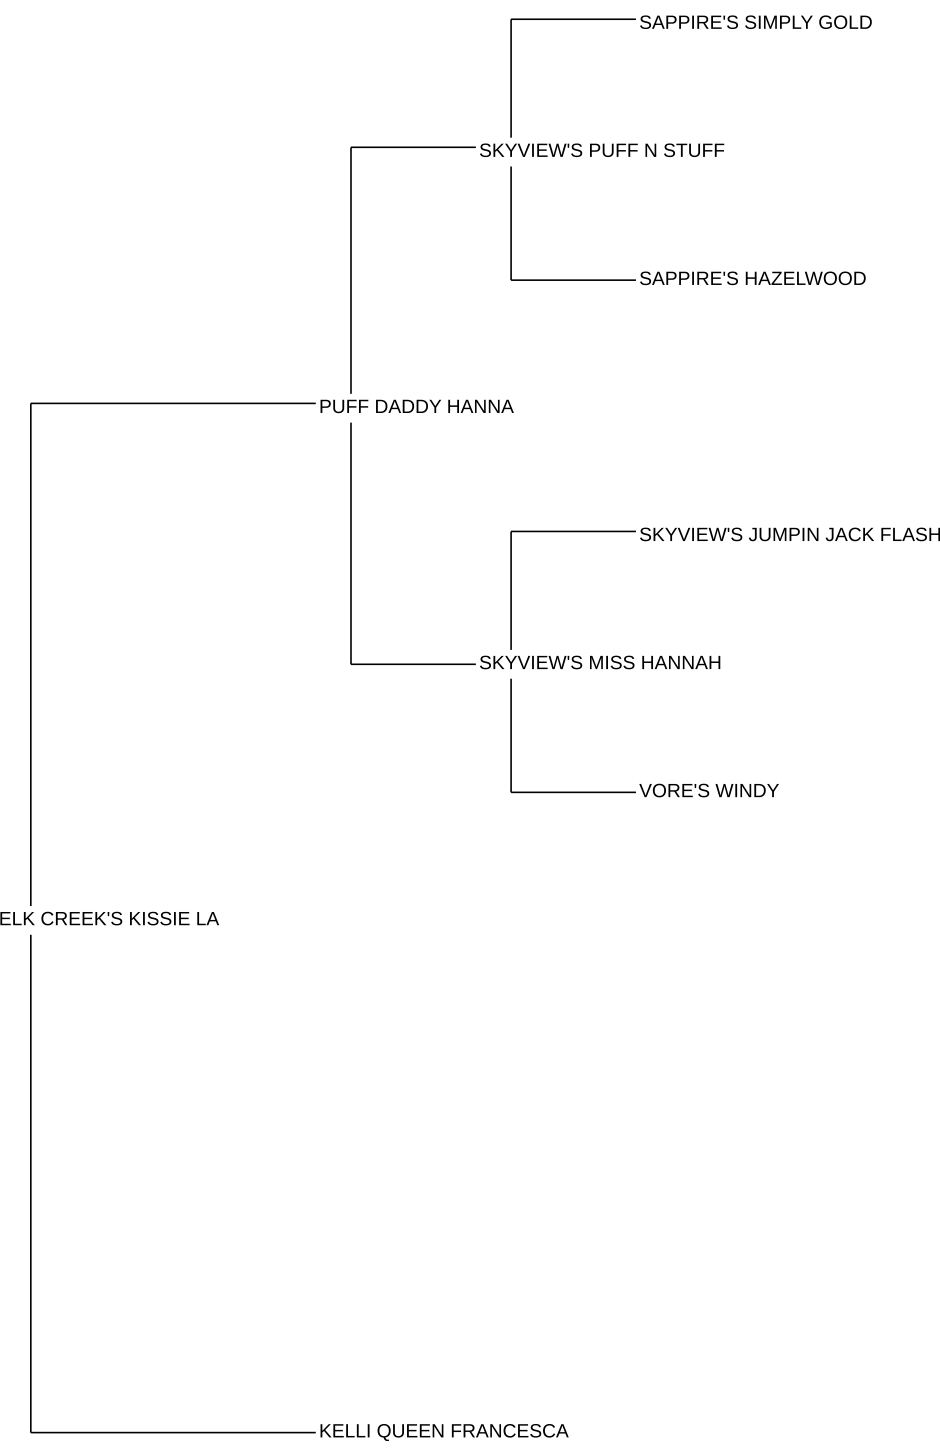 SAPPIRE'S SIMPLY GOLD
SKYVIEW'S PUFF N STUFF
SAPPIRE'S HAZELWOOD
PUFF DADDY HANNA
SKYVIEW'S JUMPIN JACK FLASH
SKYVIEW'S MISS HANNAH
VORE'S WINDY
ELK CREEK'S KISSIE LA
KELLI QUEEN FRANCESCA